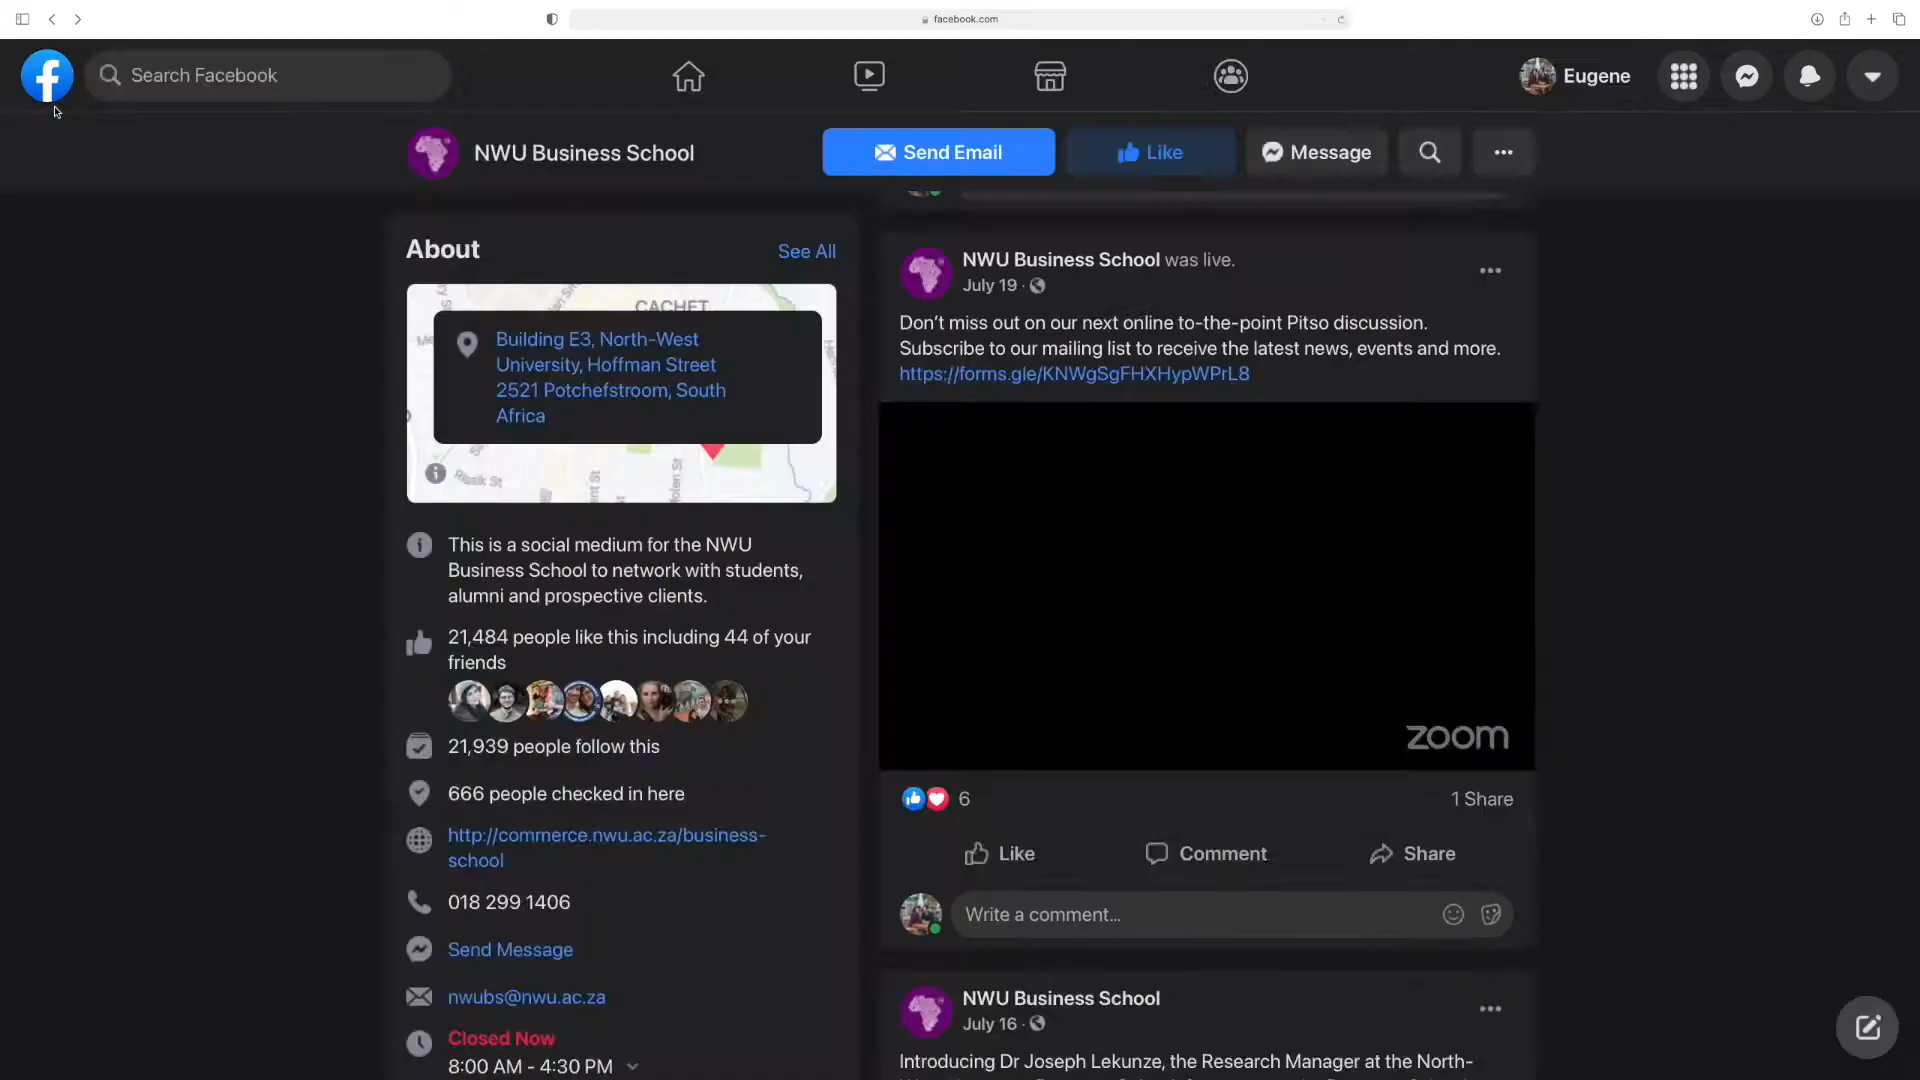 facebook.com
Search Facebook
Eugene
NWU Business School
Send Email
Like
Message
About
See All
CACHET
Building E3, North-West
University, Hoffman Street
2521 Potchefstroom, South
Africa
Rissik St
This is a social medium for the NWU
Business School to network with students,
alumni and prospective clients.
21,484 people like this including 44 of your
friends
21,939 people follow this
666 people checked in here
http://commerce.nwu.ac.za/business-
school
018 299 1406
Send Message
nwubs@nwu.ac.za
Closed Now
8:00 AM - 4:30 PM
NWU Business School was live.
July 19 ·
Don’t miss out on our next online to-the-point Pitso discussion.
Subscribe to our mailing list to receive the latest news, events and more.
https://forms.gle/KNWgSgFHXHypWPrL8
zoom
6
1 Share
Like
Comment
Share
Write a comment…
NWU Business School
July 16 ·
Introducing Dr Joseph Lekunze, the Research Manager at the North-